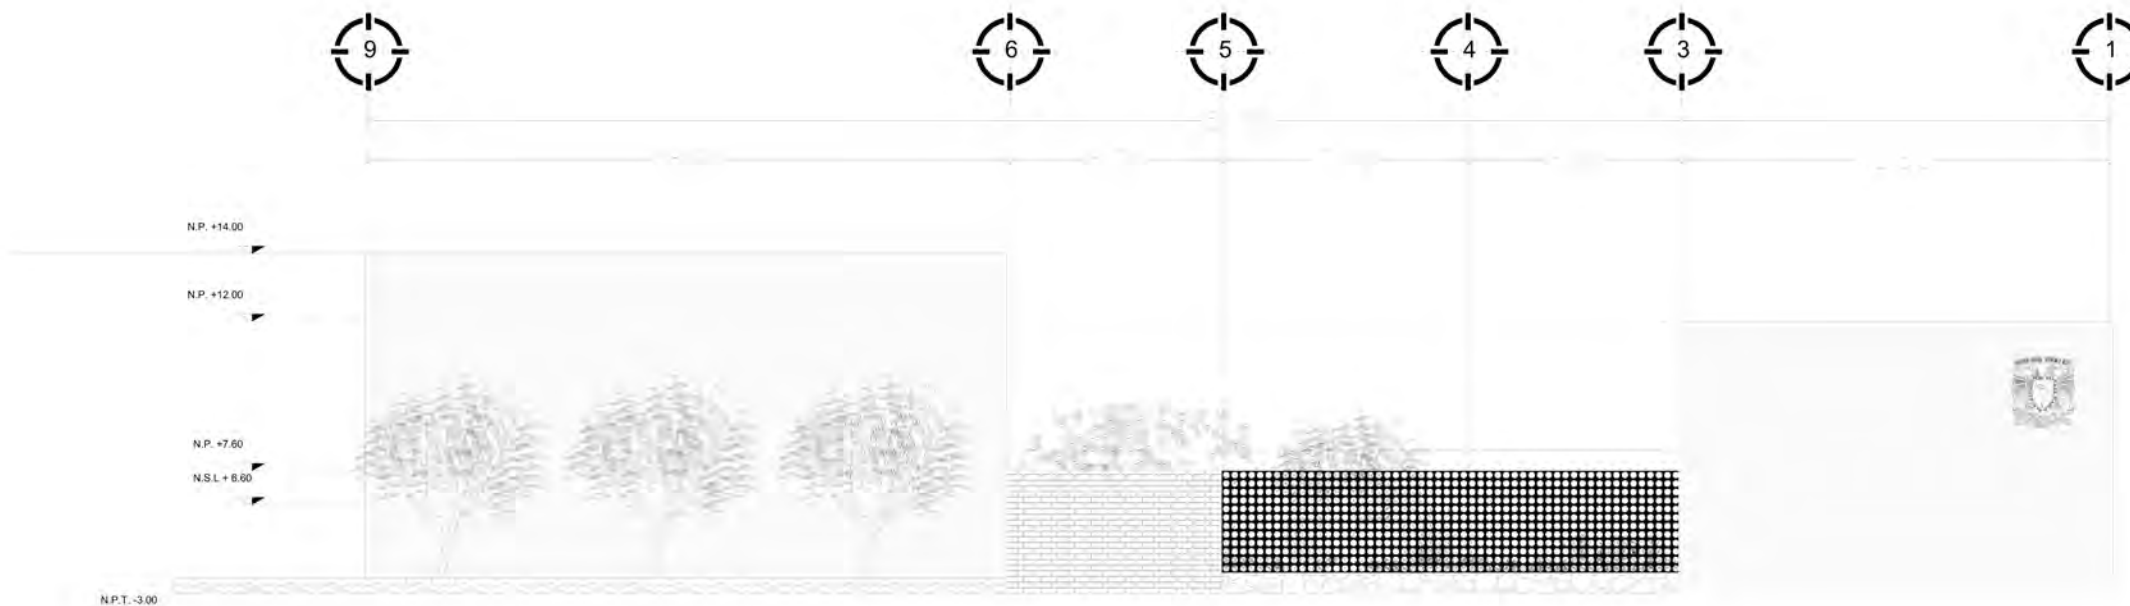 9 6 5 4 3 1
N.P. +14.00
N.P. +12.00
N.P. +7.60
N.S.L + 6.60
N.P.T. -3.00